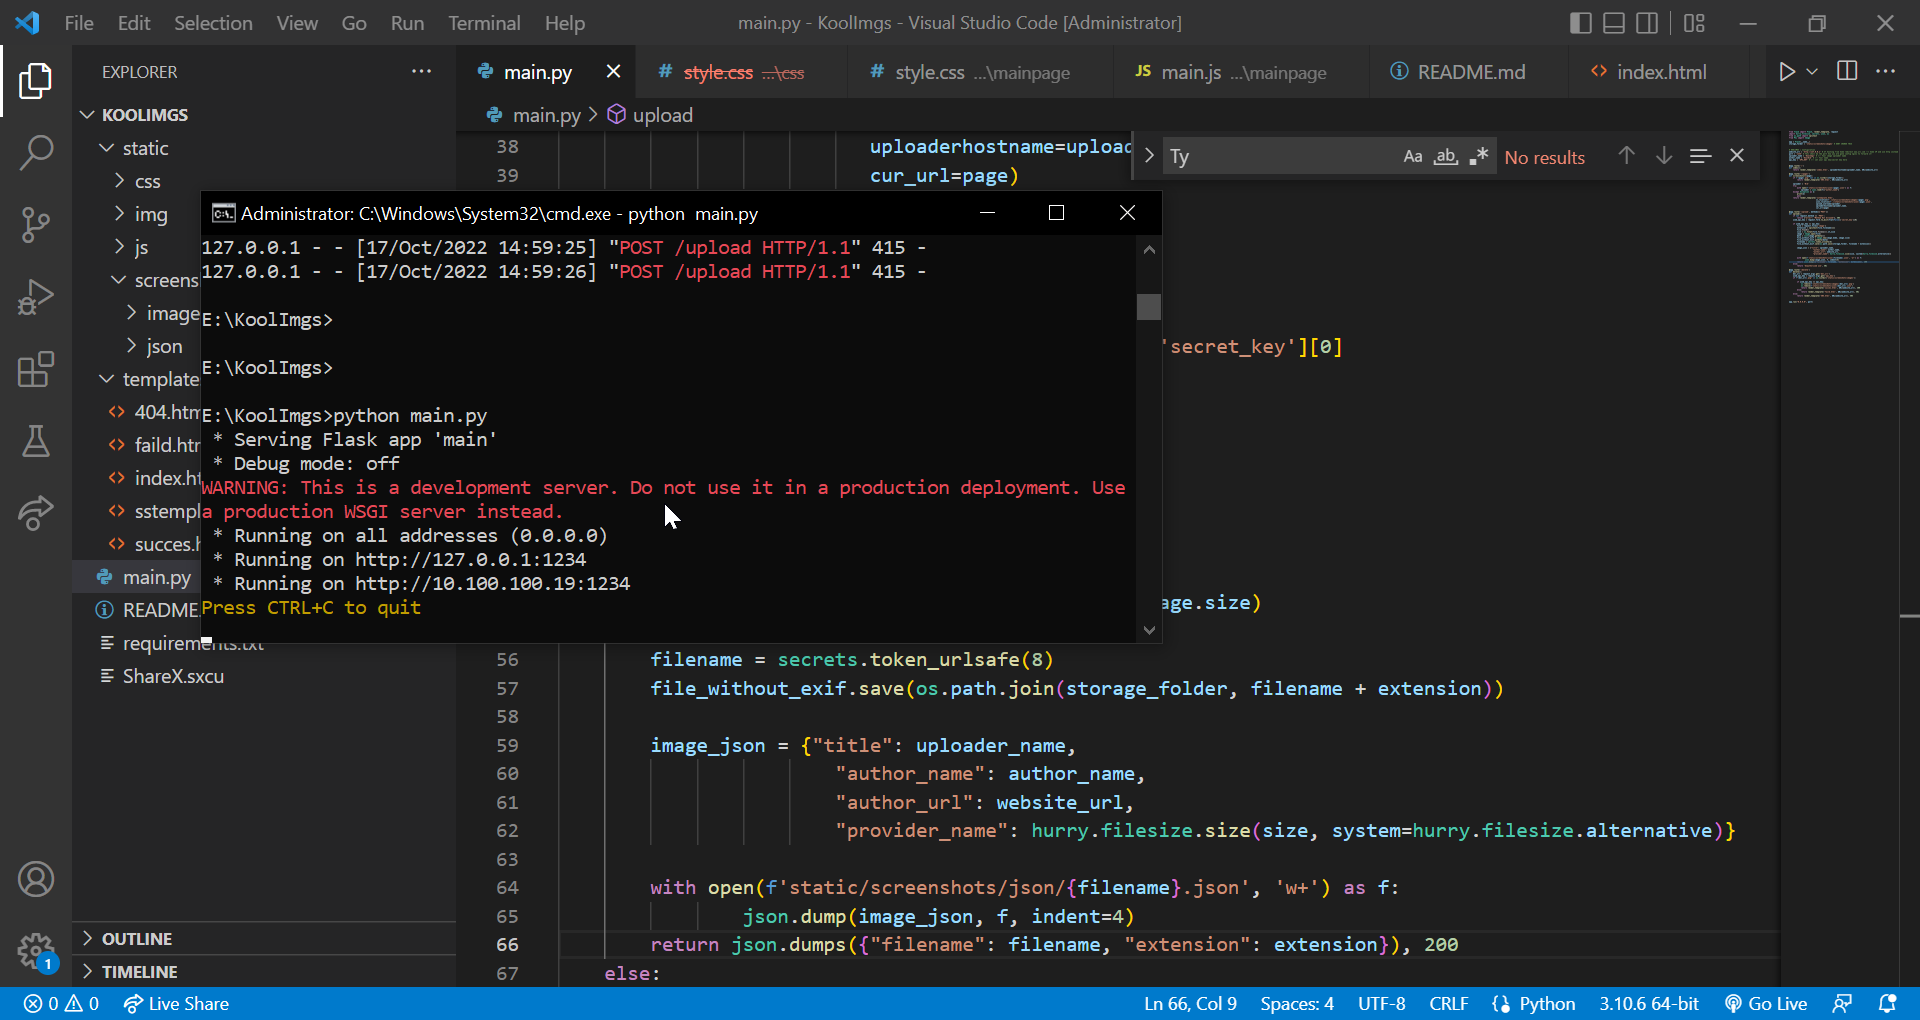 File Edit Selection View Go Run Terminal Help
main.py - KoolImgs - Visual Studio Code [Administrator]
EXPLORER
main.py
style.css ...\css
style.css ...\mainpage
main.js ...\mainpage
README.md
index.html
KOOLIMGS
main.py > upload
static
css
img
js
screens
image
json
template
404.htm
faild.htm
index.ht
sstempl
succes.h
main.py
README.
requirements.txt
ShareX.sxcu
OUTLINE
TIMELINE
Ty
Aa ab .*
No results
38 uploaderhostname=upload
39 cur_url=page)
Administrator: C:\Windows\System32\cmd.exe - python main.py
127.0.0.1 - - [17/Oct/2022 14:59:25] "POST /upload HTTP/1.1" 415 -
127.0.0.1 - - [17/Oct/2022 14:59:26] "POST /upload HTTP/1.1" 415 -
E:\KoolImgs>
E:\KoolImgs>
E:\KoolImgs>python main.py
* Serving Flask app 'main'
* Debug mode: off
WARNING: This is a development server. Do not use it in a production deployment. Use
a production WSGI server instead.
* Running on all addresses (0.0.0.0)
* Running on http://127.0.0.1:1234
* Running on http://10.100.100.19:1234
Press CTRL+C to quit
'secret_key'][0]
age.size)
56 filename = secrets.token_urlsafe(8)
57 file_without_exif.save(os.path.join(storage_folder, filename + extension))
58
59 image_json = {"title": uploader_name,
60 "author_name": author_name,
61 "author_url": website_url,
62 "provider_name": hurry.filesize.size(size, system=hurry.filesize.alternative)}
63
64 with open(f'static/screenshots/json/{filename}.json', 'w+') as f:
65 json.dump(image_json, f, indent=4)
66 return json.dumps({"filename": filename, "extension": extension}), 200
67 else:
1
0 0 Live Share
Ln 66, Col 9 Spaces: 4 UTF-8 CRLF Python 3.10.6 64-bit Go Live